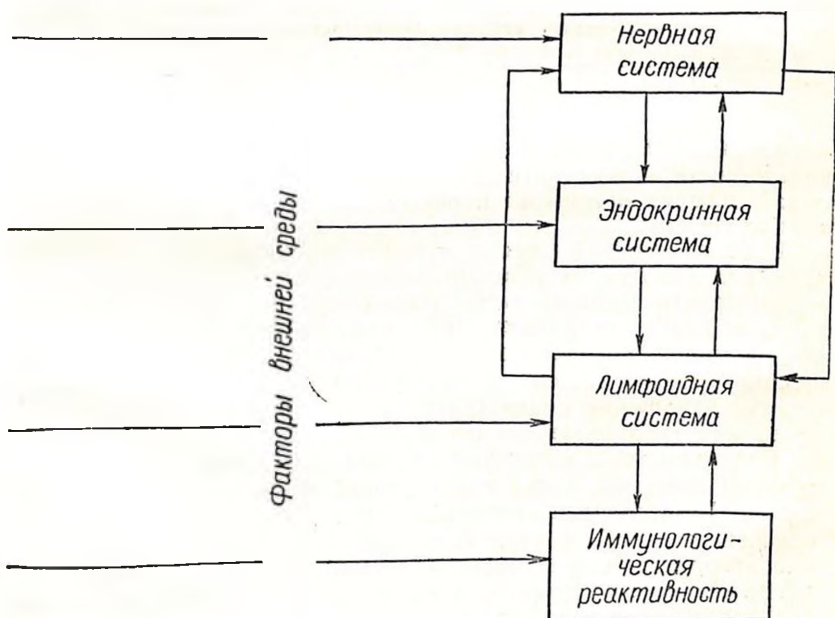 Нервная
система
Эндокринная
система
Факторы внешней среды
Лимфоидная
система
Иммунологи-
ческая
реактивность